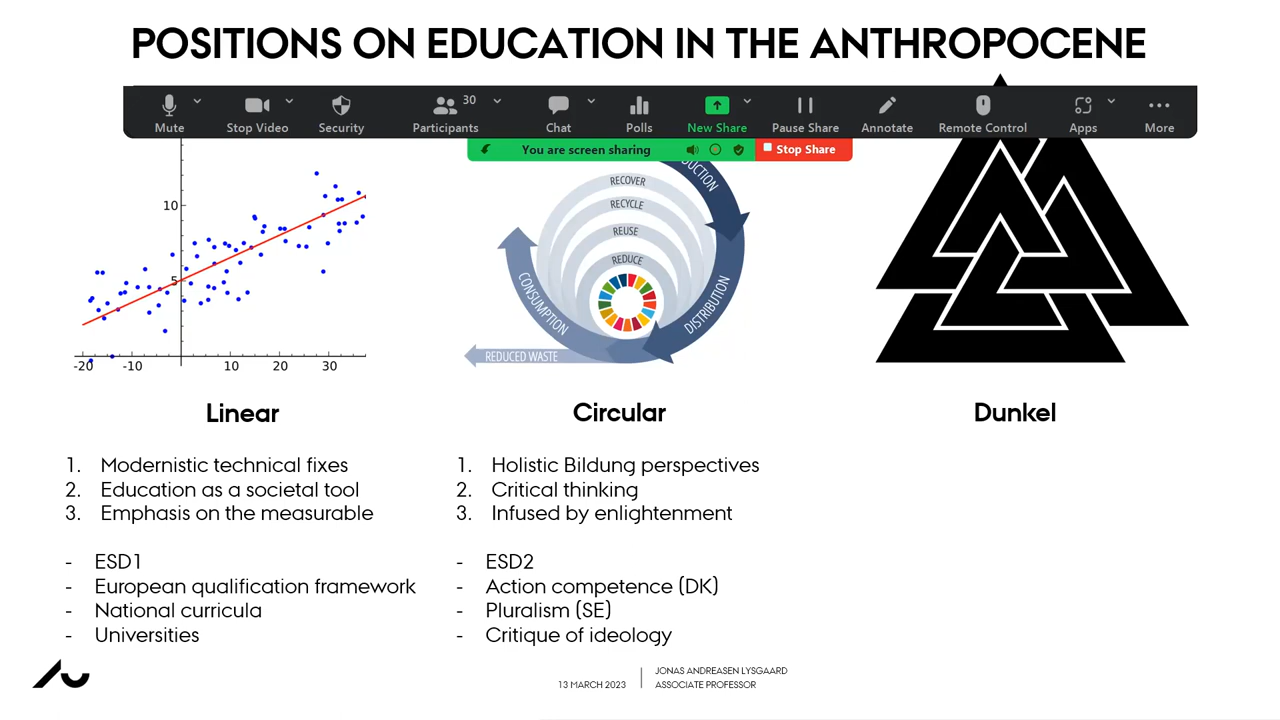 POSITIONS ON EDUCATION IN THE ANTHROPOCENE
Mute
Stop Video
Security
30
Participants
Chat
Polls
New Share
Pause Share
Annotate
Remote Control
Apps
More
You are screen sharing
Stop Share
10
5
-20
-10
10
20
30
RECOVER
RECYCLE
REUSE
REDUCE
DISTRIBUTION
CONSUMPTION
REDUCED WASTE
Linear
1. Modernistic technical fixes
2. Education as a societal tool
3. Emphasis on the measurable
- ESD1
- European qualification framework
- National curricula
- Universities
Circular
1. Holistic Bildung perspectives
2. Critical thinking
3. Infused by enlightenment
- ESD2
- Action competence (DK)
- Pluralism (SE)
- Critique of ideology
Dunkel
13 MARCH 2023
JONAS ANDREASEN LYSGAARD
ASSOCIATE PROFESSOR